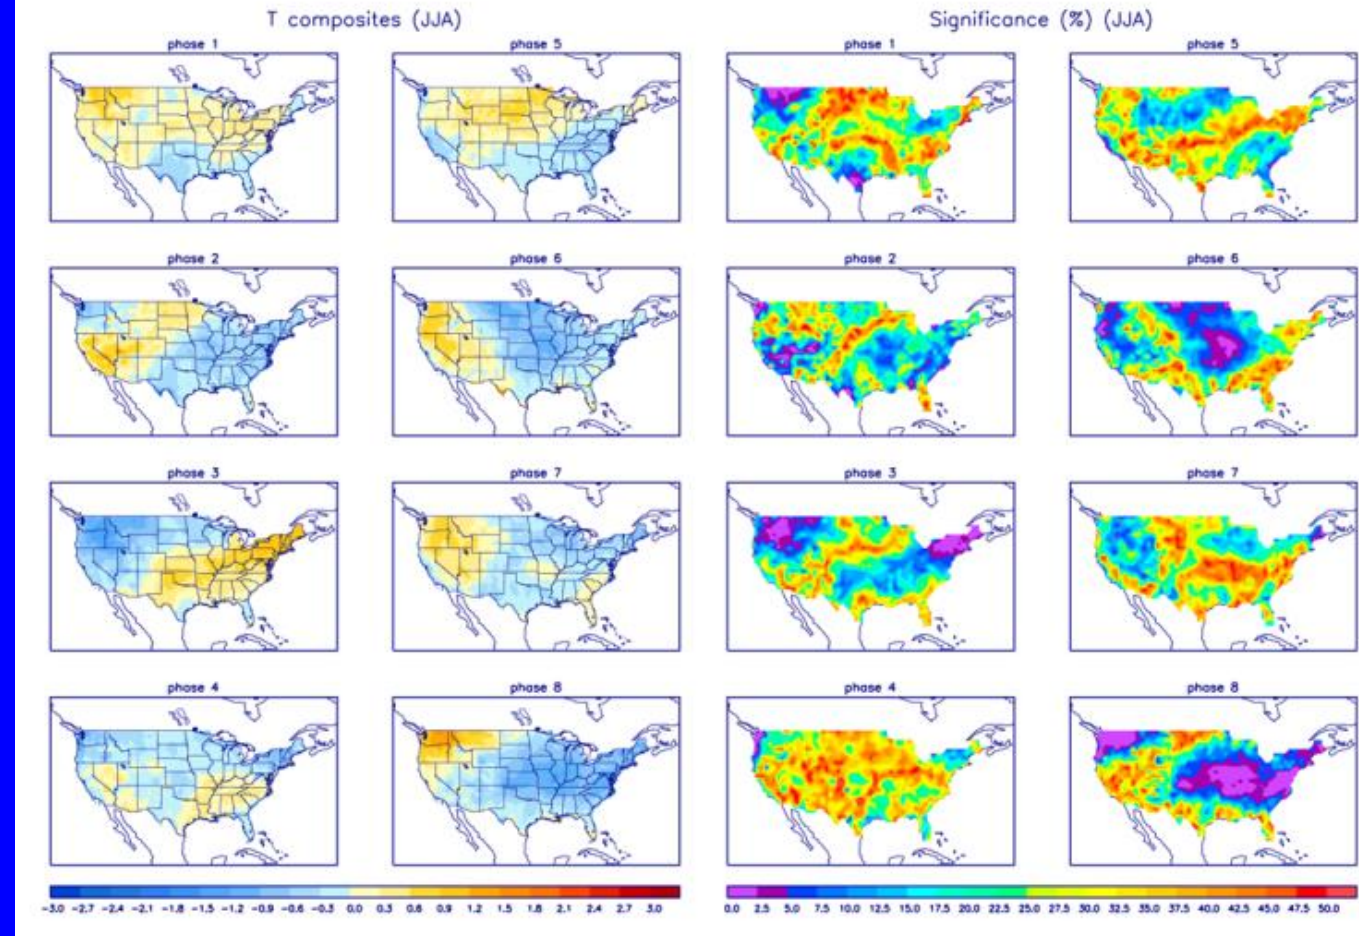 T composites (JJA)
Significance (%) (JJA)
phase 1
phase 5
phase 1
phase 5
phase 2
phase 6
phase 2
phase 6
phase 3
phase 7
phase 3
phase 7
phase 4
phase 8
phase 4
phase 8
-3.0 -2.7 -2.4 -2.1 -1.8 -1.5 -1.2 -0.9 -0.6 -0.3 0.0 0.3 0.6 0.9 1.2 1.5 1.8 2.1 2.4 2.7 3.0
0.0 2.5 5.0 7.5 10.0 12.5 15.0 17.5 20.0 22.5 25.0 27.5 30.0 32.5 35.0 37.5 40.0 42.5 45.0 47.5 50.0